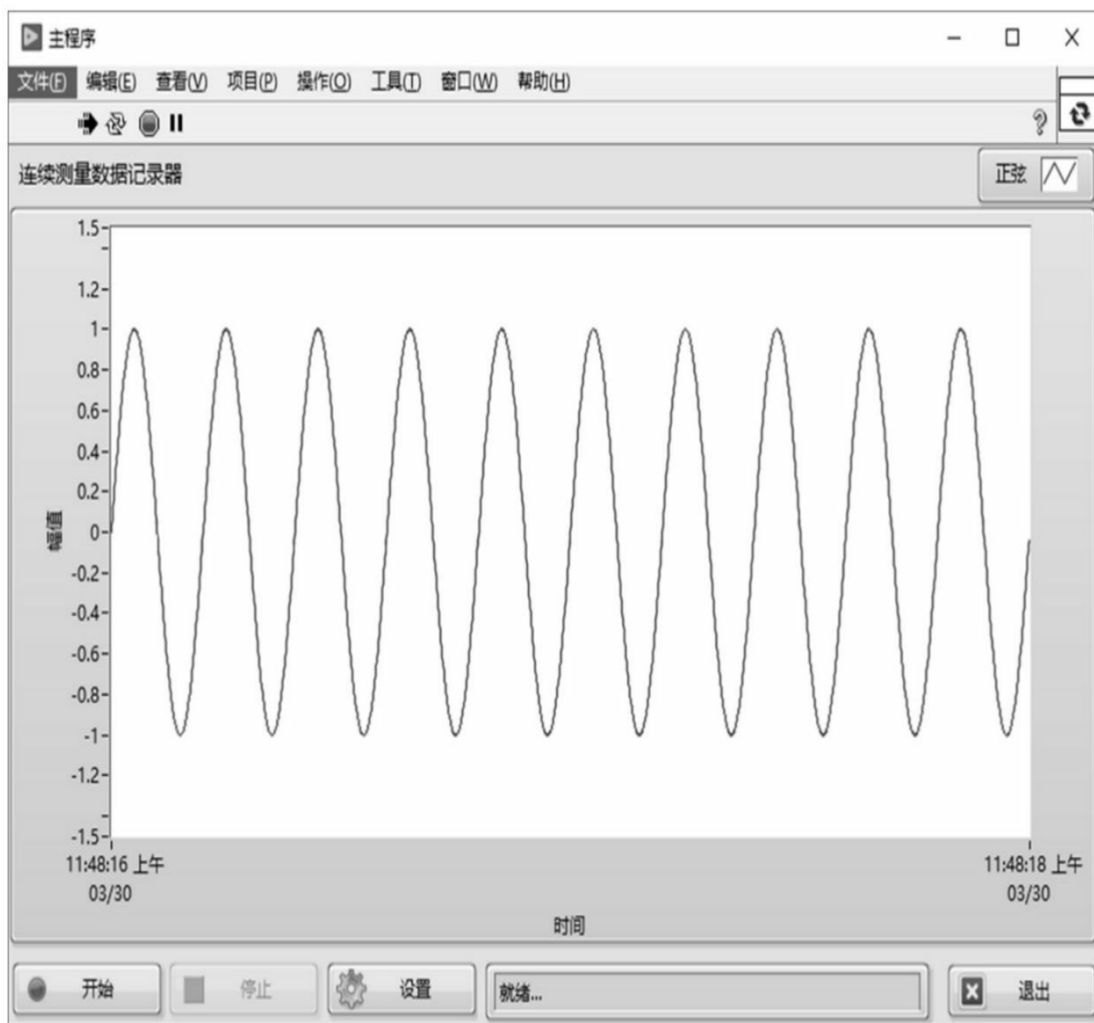 主程序
文件(F) 编辑(E) 查看(V) 项目(P) 操作(O) 工具(T) 窗口(W) 帮助(H)
连续测量数据记录器
正弦
1.5
1.2
1
0.8
0.6
0.4
0.2
0
-0.2
-0.4
-0.6
-0.8
-1
-1.2
-1.5
幅值
11:48:16 上午
03/30
11:48:18 上午
03/30
时间
开始
停止
设置
就绪...
退出